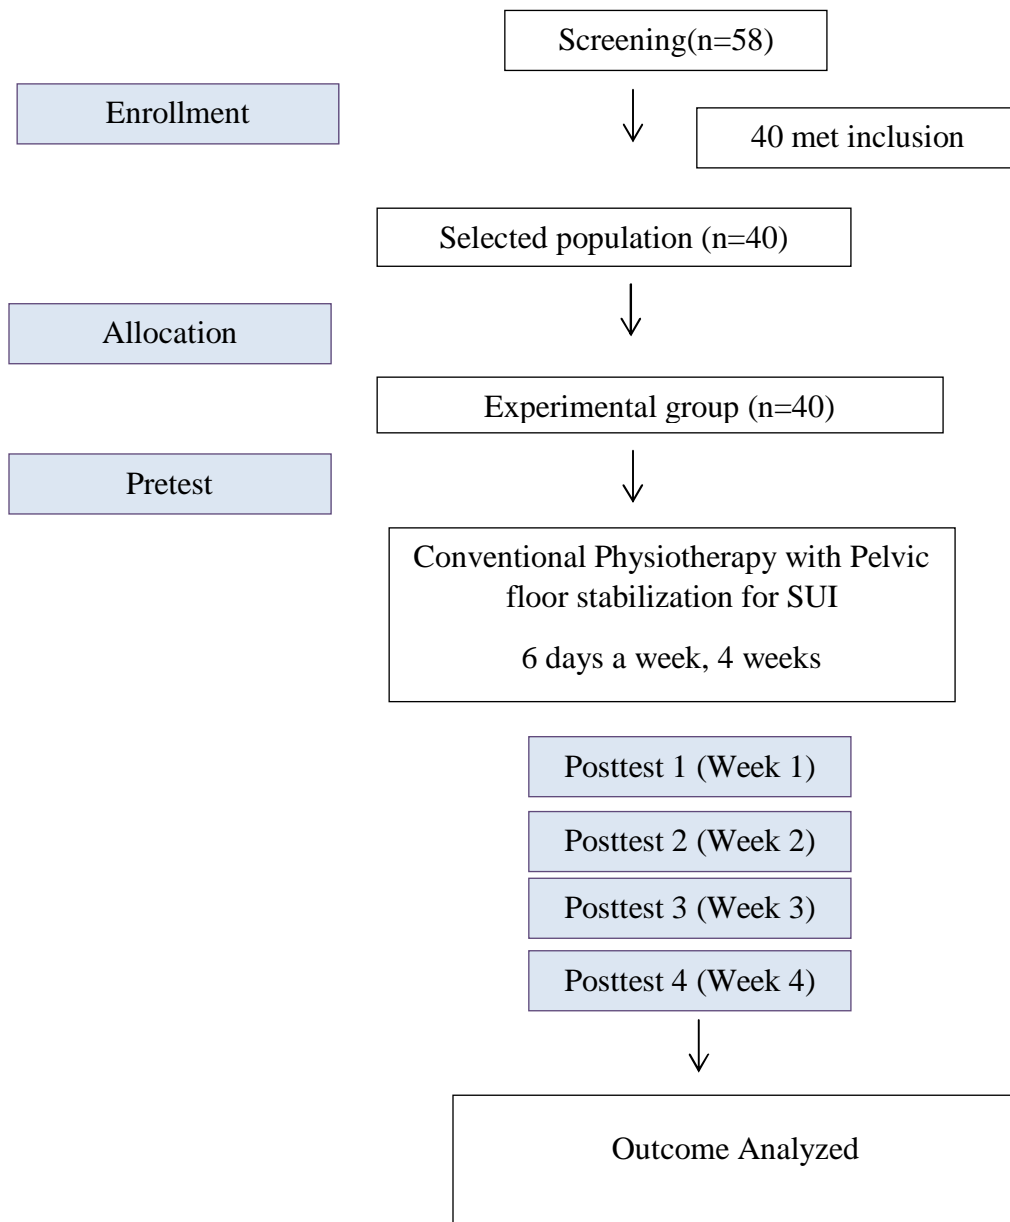 Screening(n=58)
Enrollment
40 met inclusion
Selected population (n=40)
Allocation
Experimental group (n=40)
Pretest
Conventional Physiotherapy with Pelvic
floor stabilization for SUI
6 days a week, 4 weeks
Posttest 1 (Week 1)
Posttest 2 (Week 2)
Posttest 3 (Week 3)
Posttest 4 (Week 4)
Outcome Analyzed